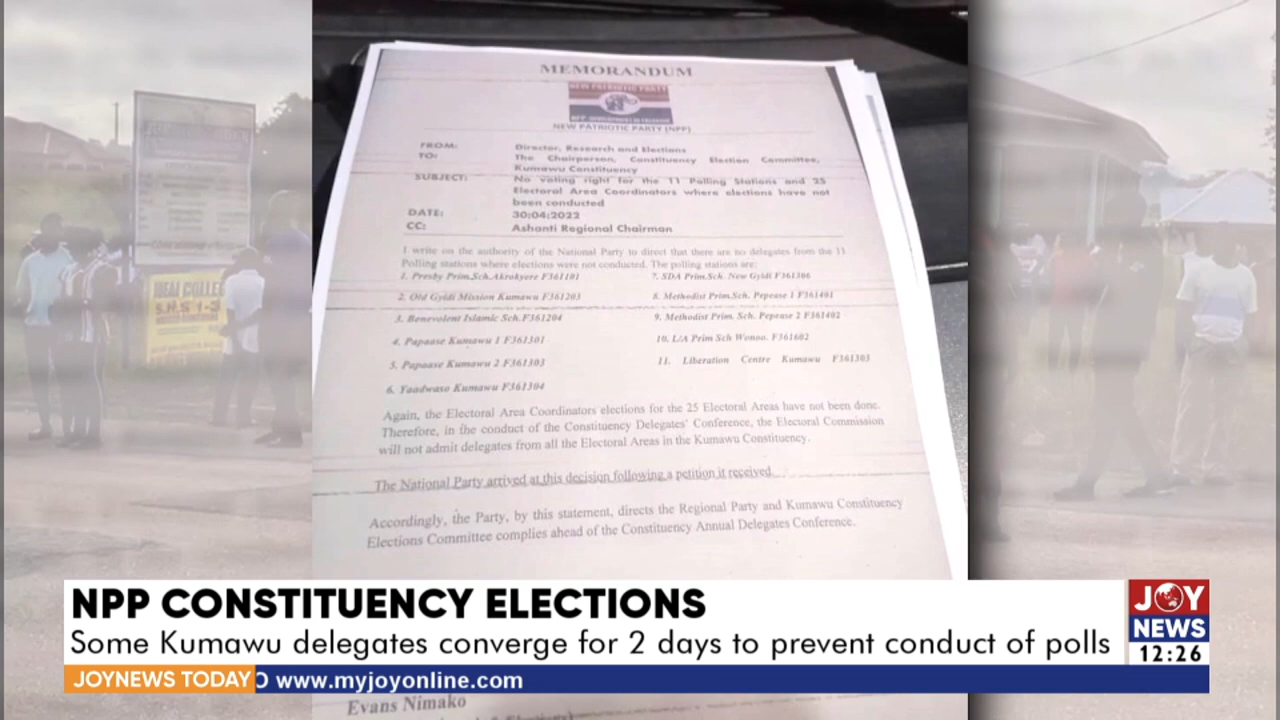 MEMORANDUM
NEW PATRIOTIC PARTY
NEW PATRIOTIC PARTY (NPP)
FROM: Director, Research and Elections
TO: The Chairperson, Constituency Election Committee,
Kumawu Constituency
SUBJECT: No voting right for the 11 Polling Stations and 25
Electoral Area Coordinators where elections have not
been conducted
DATE: 30:04:2022
CC: Ashanti Regional Chairman
I write on the authority of the National Party to direct that there are no delegates from the 11
Polling stations where elections were not conducted. The polling stations are:
1. Presby Prim.Sch.Akrokyere F361101
7. SDA Prim.Sch. New Gyidi F361306
2. Old Gyidi Mission Kumawu F361203
8. Methodist Prim.Sch. Pepease 1 F361401
3. Benevolent Islamic Sch.F361204
9. Methodist Prim. Sch. Pepease 2 F361402
4. Papaase Kumawu 1 F361301
10. L/A Prim Sch Wonoo. F361602
5. Papaase Kumawu 2 F361303
11. Liberation Centre Kumawu F361303
6. Yaadwaso Kumawu F361304
Again, the Electoral Area Coordinators elections for the 25 Electoral Areas have not been done.
Therefore, in the conduct of the Constituency Delegates' Conference, the Electoral Commission
will not admit delegates from all the Electoral Areas in the Kumawu Constituency.
The National Party arrived at this decision following a petition it received.
Accordingly, the Party, by this statement, directs the Regional Party and Kumawu Constituency
Elections Committee complies ahead of the Constituency Annual Delegates Conference.
S.H.S 1-3
NPP CONSTITUENCY ELECTIONS
Some Kumawu delegates converge for 2 days to prevent conduct of polls
JOY
NEWS
12:26
JOYNEWS TODAY
O www.myjoyonline.com
Evans Nimako